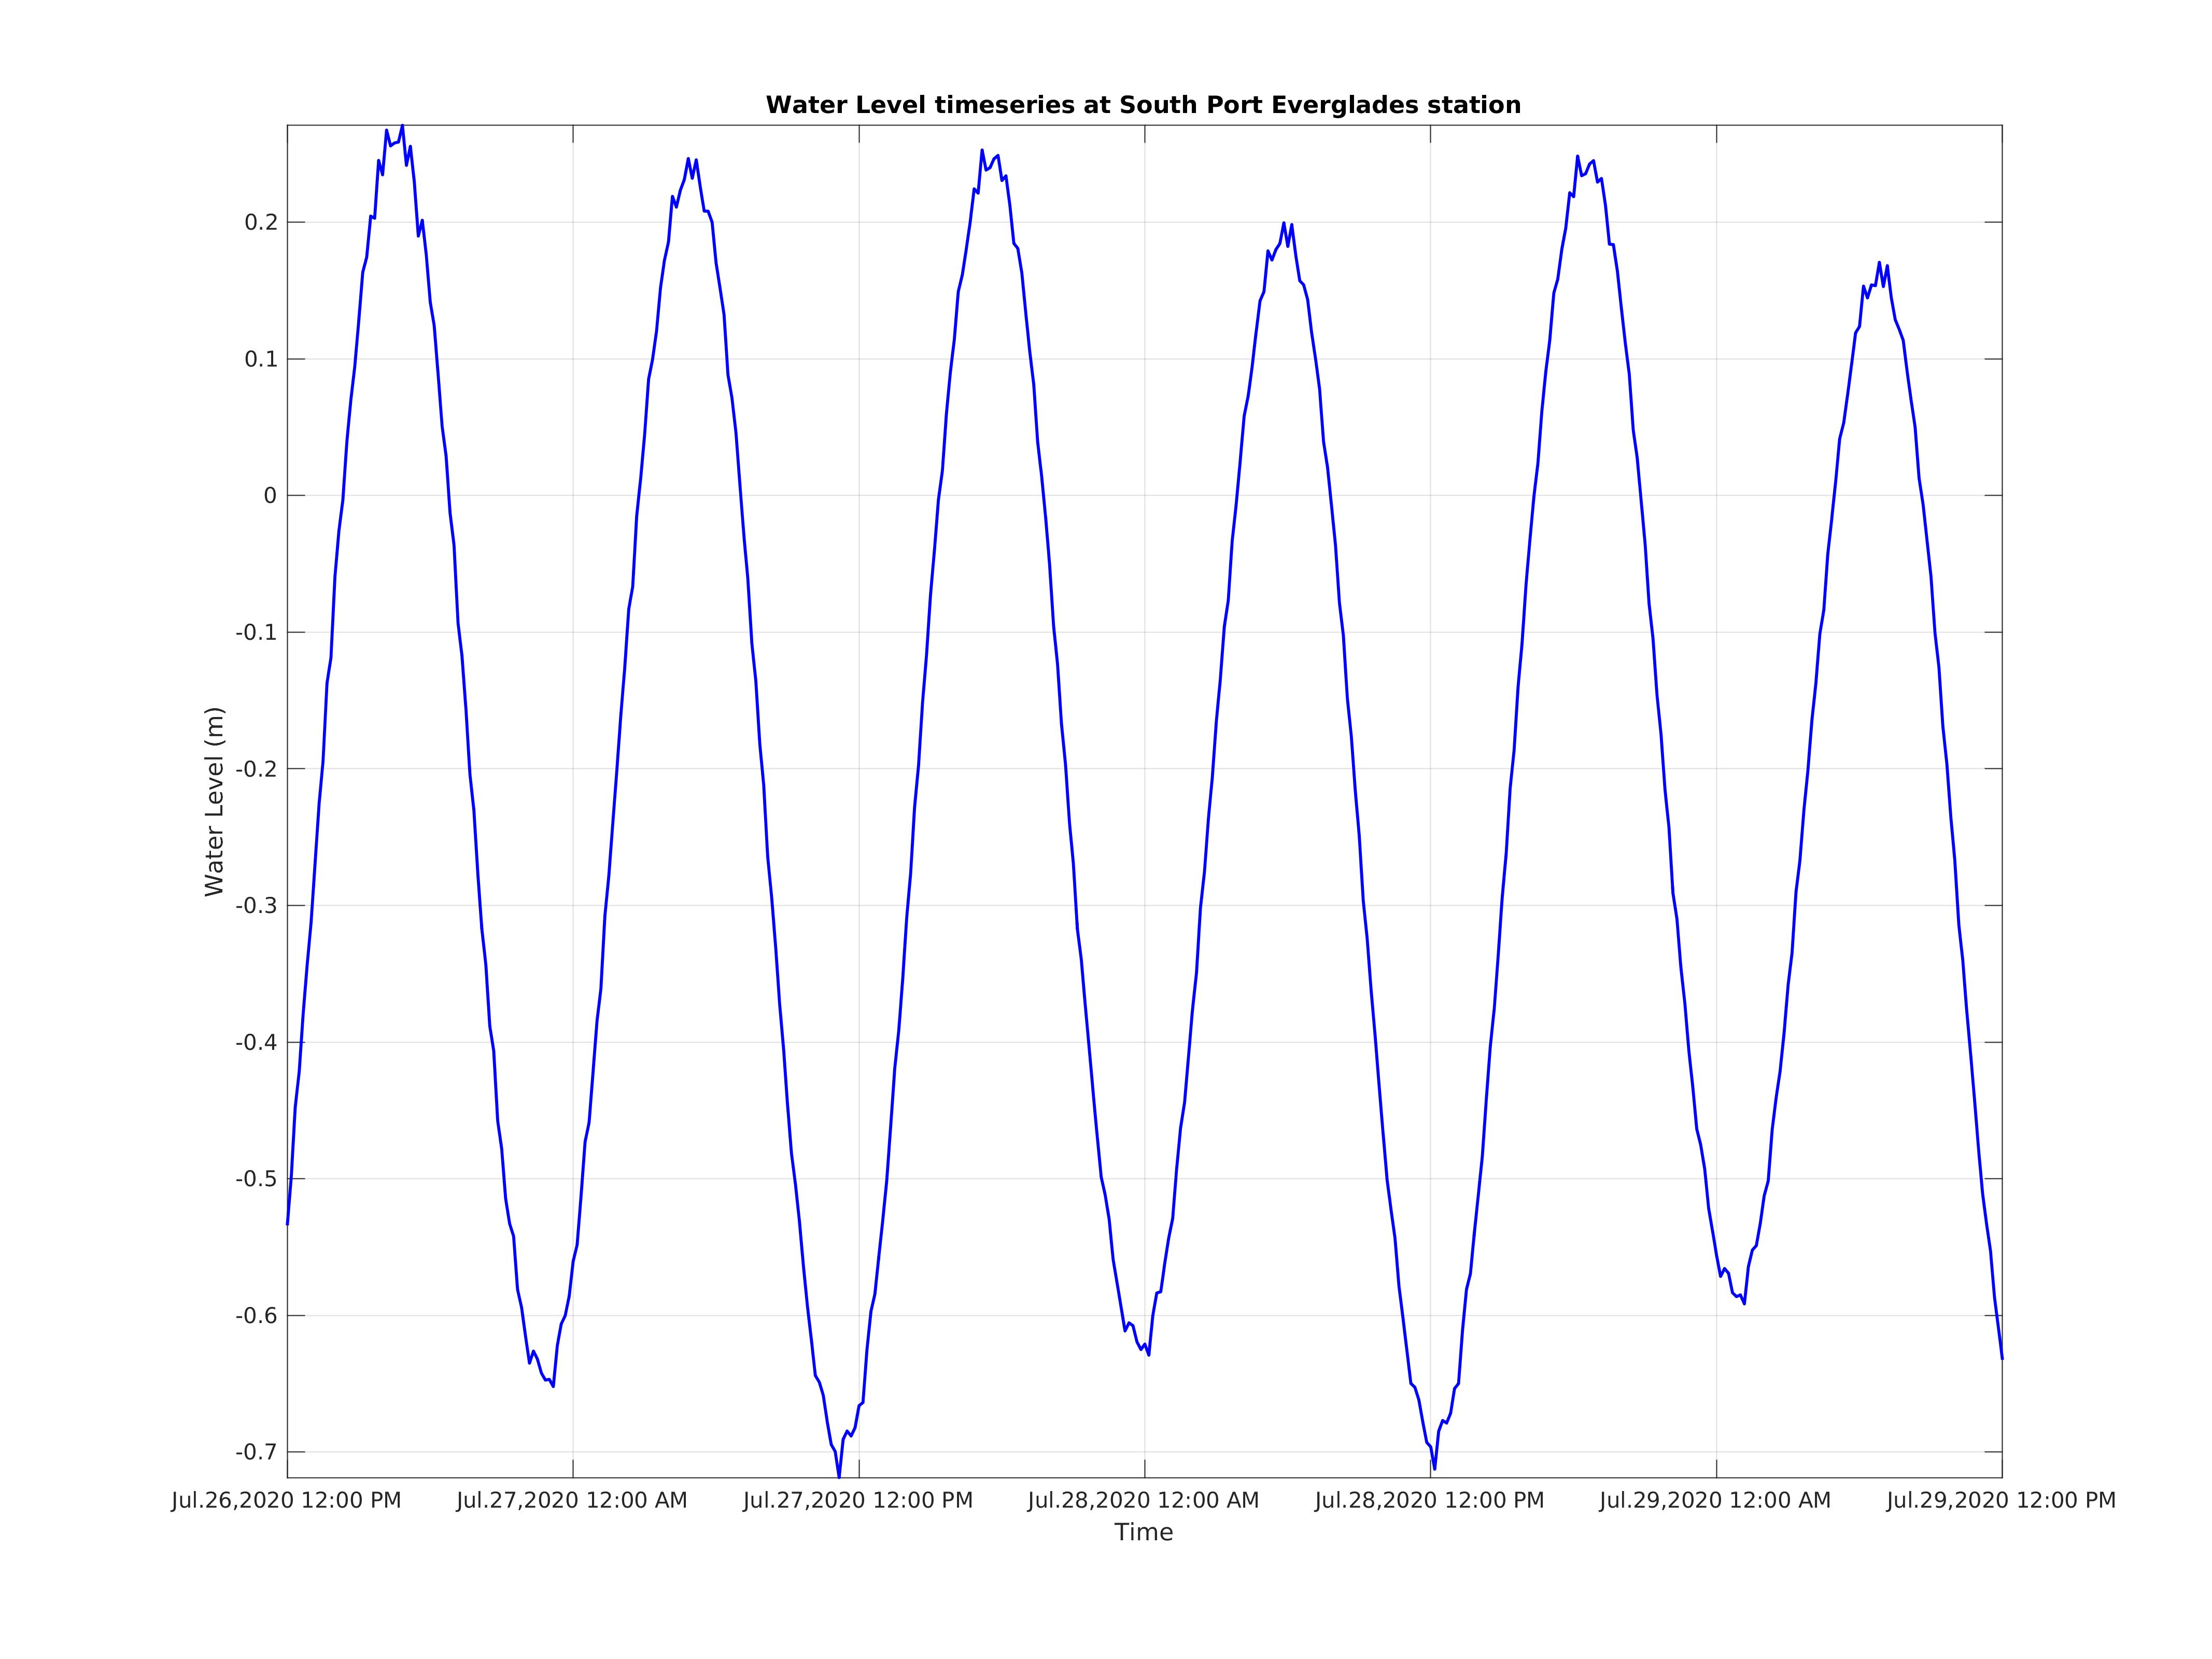 Water Level timeseries at South Port Everglades station
0.2
0.1
0
-0.1
-0.2
-0.3
-0.4
-0.5
-0.6
-0.7
Water Level (m)
Jul.26,2020 12:00 PM
Jul.27,2020 12:00 AM
Jul.27,2020 12:00 PM
Jul.28,2020 12:00 AM
Jul.28,2020 12:00 PM
Jul.29,2020 12:00 AM
Jul.29,2020 12:00 PM
Time